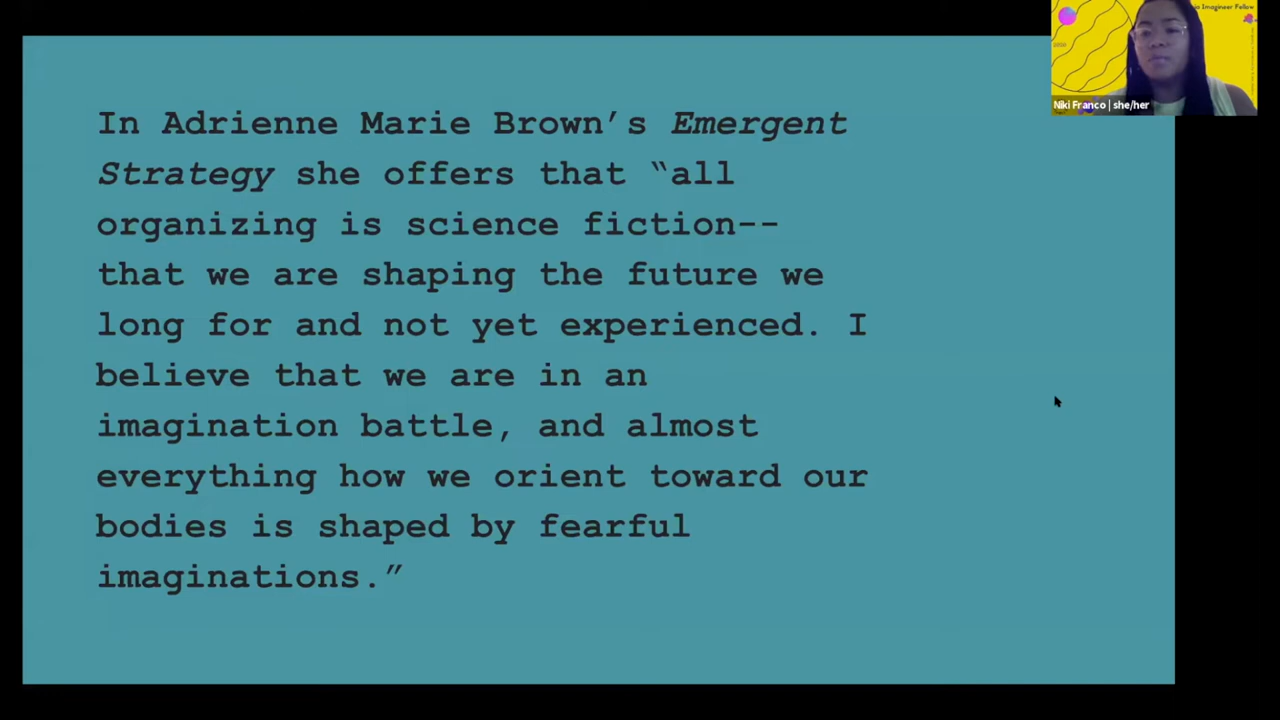 In Adrienne Marie Brown’s Emergent
Strategy she offers that “all
organizing is science fiction--
that we are shaping the future we
long for and not yet experienced. I
believe that we are in an
imagination battle, and almost
everything how we orient toward our
bodies is shaped by fearful
imaginations.”
Imagineer Fellow
Niki Franco | she/her